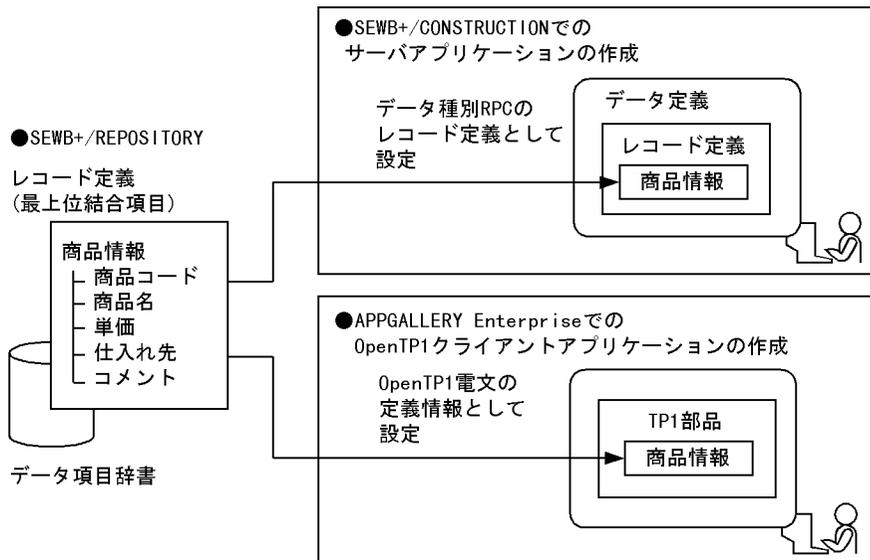 ●SEWB+/REPOSITORY
レコード定義
(最上位結合項目)
商品情報
商品コード
商品名
単価
仕入れ先
コメント
データ項目辞書
●SEWB+/CONSTRUCTIONでの
サーバアプリケーションの作成
データ種別RPCの
レコード定義として
設定
データ定義
レコード定義
商品情報
●APPGALLERY Enterpriseでの
OpenTP1クライアントアプリケーションの作成
OpenTP1電文の
定義情報として
設定
TP1部品
商品情報